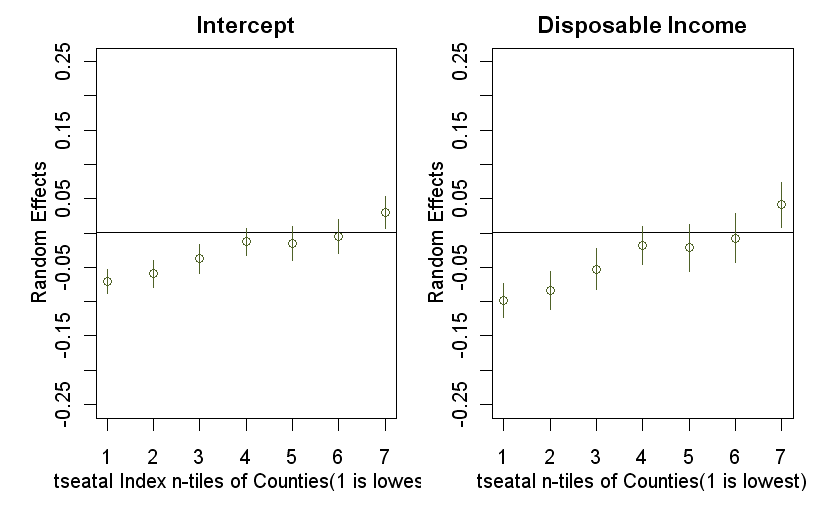 Intercept
Random Effects
0.25
0.15
0.05
-0.05
-0.15
-0.25
1 2 3 4 5 6 7
tseatal Index n-tiles of Counties(1 is lowes
Disposable Income
Random Effects
0.25
0.15
0.05
-0.05
-0.15
-0.25
1 2 3 4 5 6 7
tseatal n-tiles of Counties(1 is lowest)